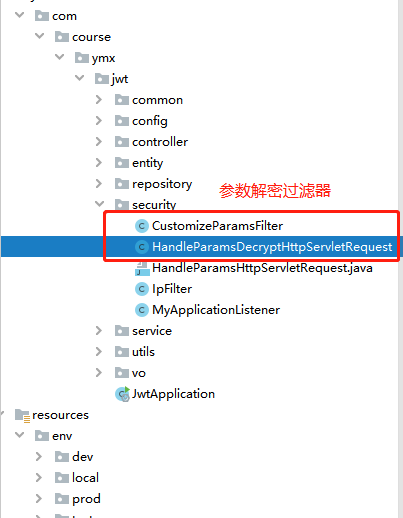 com
course
ymx
jwt
common
config
controller
entity
repository
参数解密过滤器
security
CustomizeParamsFilter
HandleParamsDecryptHttpServletRequest
HandleParamsHttpServletRequest.java
IpFilter
MyApplicationListener
service
utils
vo
JwtApplication
resources
env
dev
local
prod